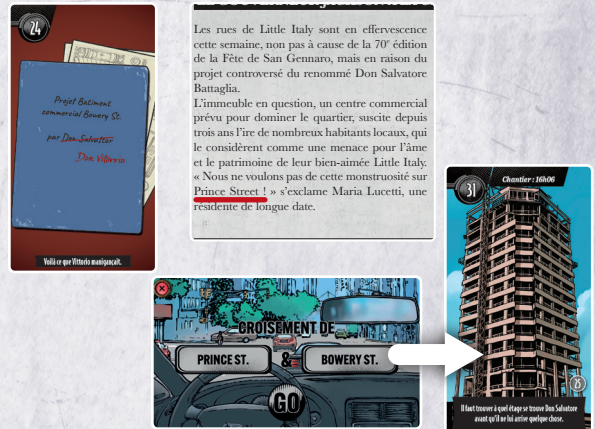 24
Projet Batiment
commercial Bowery St.
par Don Salvattor
Don Vittorio
Voilà ce que Vittorio manigançait.
Les rues de Little Italy sont en effervescence
cette semaine, non pas à cause de la 70e édition
de la Fête de San Gennaro, mais en raison du
projet controversé du renommé Don Salvatore
Battaglia.
L'immeuble en question, un centre commercial
prévu pour dominer le quartier, suscite depuis
trois ans l'ire de nombreux habitants locaux, qui
le considèrent comme une menace pour l'âme
et le patrimoine de leur bien-aimée Little Italy.
« Nous ne voulons pas de cette monstruosité sur
Prince Street ! » s'exclame Maria Lucetti, une
résidente de longue date.
CROISEMENT DE
PRINCE ST. & BOWERY ST.
GO
31
Chantier : 16h06
25
Il faut trouver à quel étage se trouve Don Salvatore
avant qu'il ne lui arrive quelque chose.